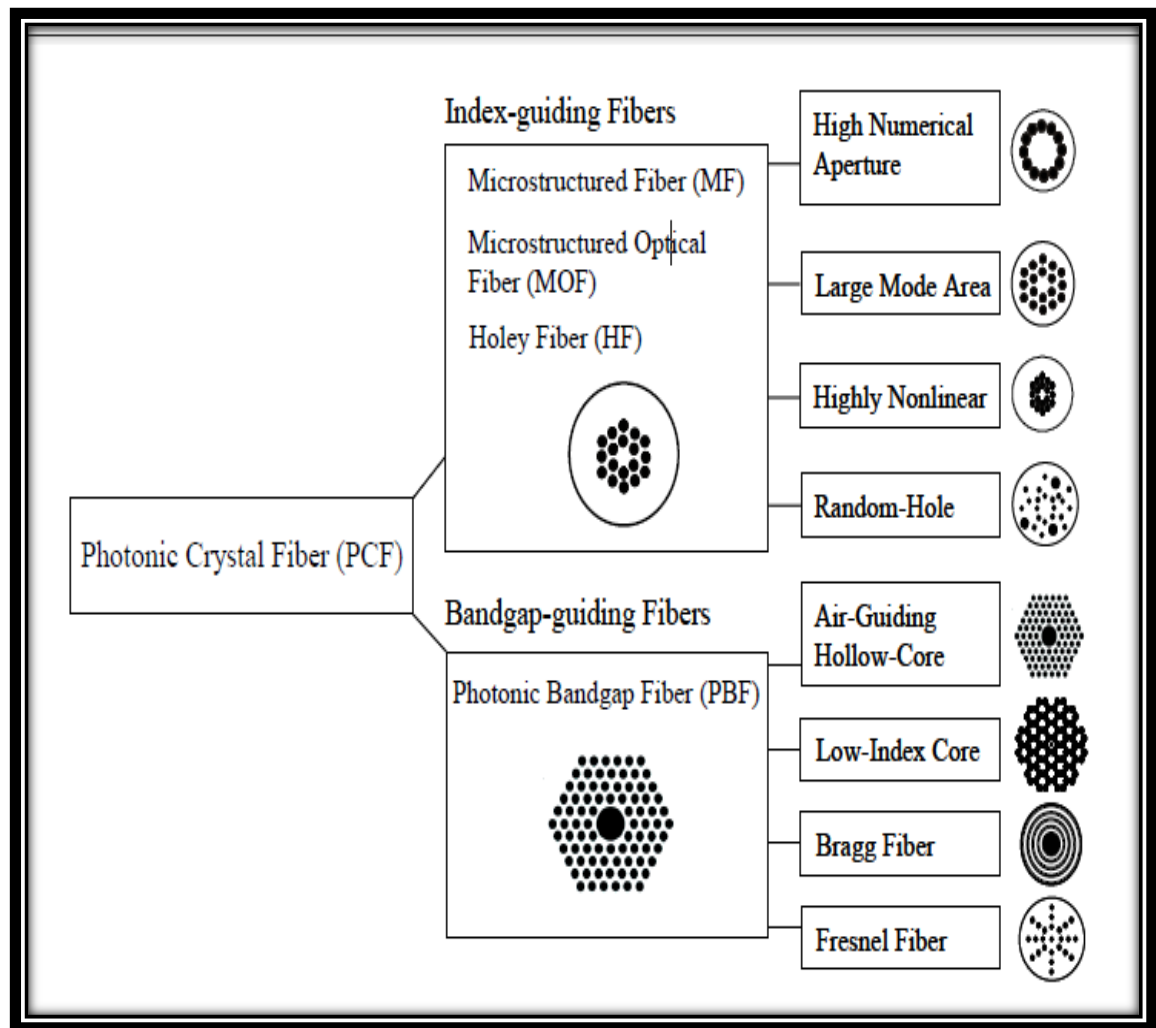 Index-guiding Fibers
Microstructured Fiber (MF)
Microstructured Optical
Fiber (MOF)
Holey Fiber (HF)
High Numerical
Aperture
Large Mode Area
Highly Nonlinear
Random-Hole
Photonic Crystal Fiber (PCF)
Bandgap-guiding Fibers
Photonic Bandgap Fiber (PBF)
Air-Guiding
Hollow-Core
Low-Index Core
Bragg Fiber
Fresnel Fiber